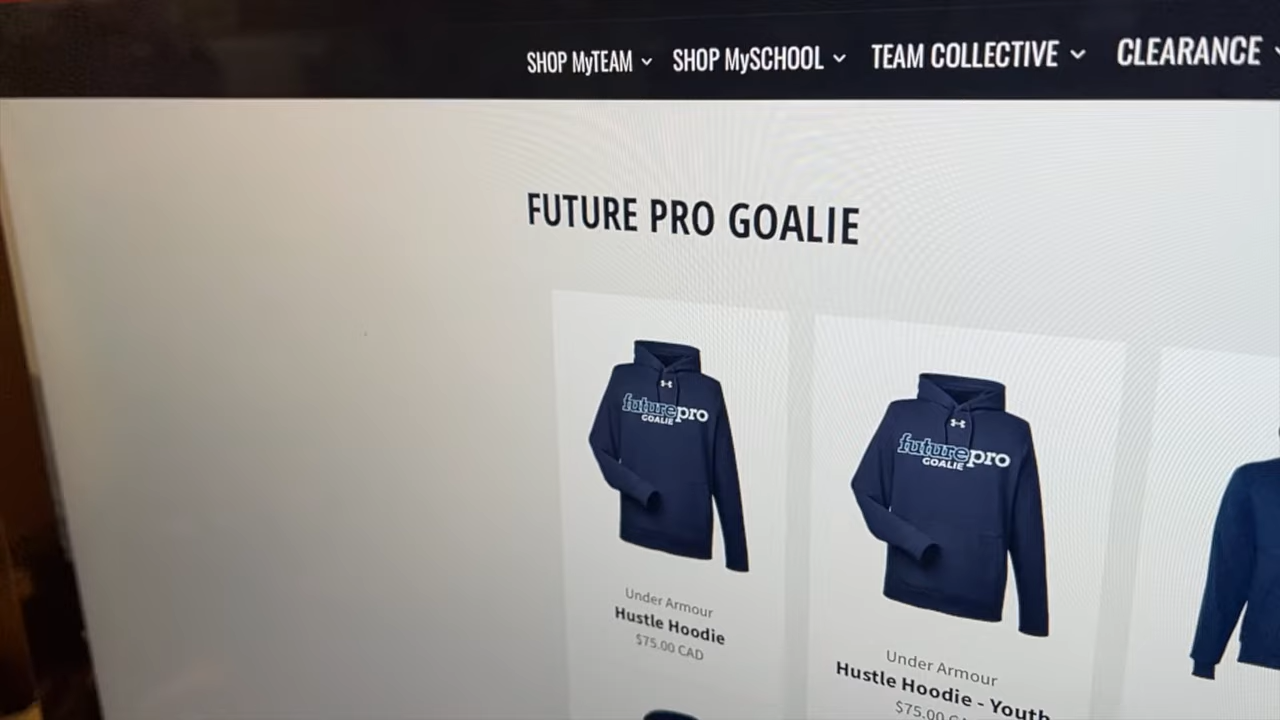 SHOP MyTEAM SHOP MySCHOOL TEAM COLLECTIVE CLEARANCE
FUTURE PRO GOALIE
futurepro
GOALIE
futurepro
GOALIE
Under Armour
Hustle Hoodie
$75.00 CAD
Under Armour
Hustle Hoodie - Youth
$75.00